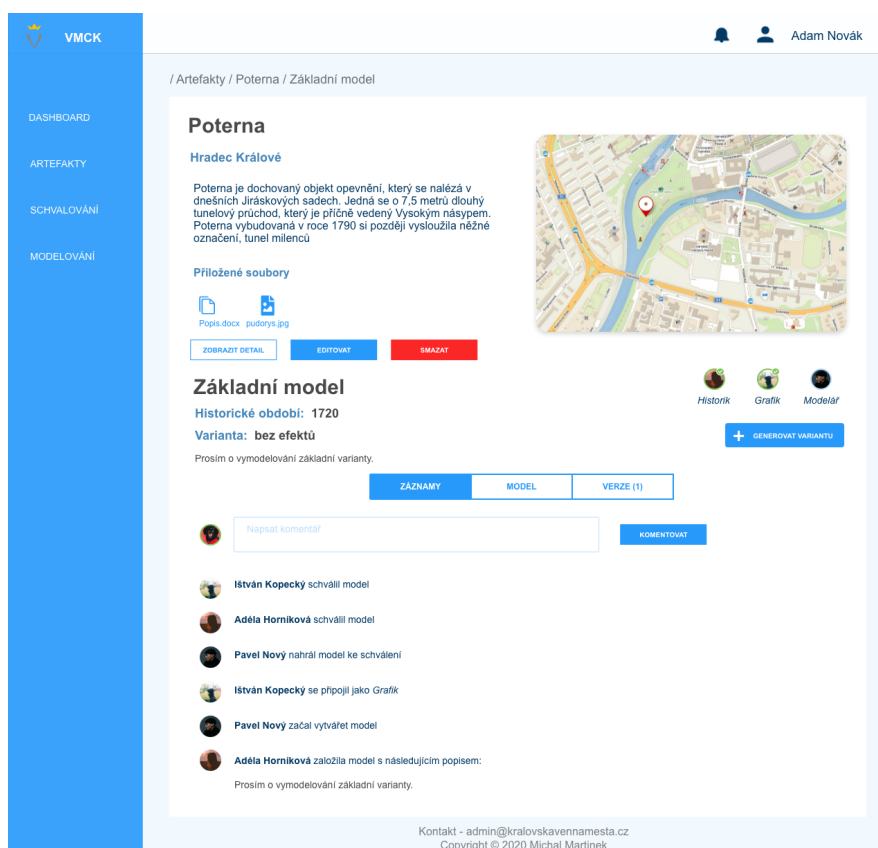 VMCK
Adam Novák
/ Artefakty / Poterna / Základní model
DASHBOARD
ARTEFAKTY
SCHVALOVÁNÍ
MODELOVÁNÍ
Poterna
Hradec Králové
Poterna je dochovaný objekt opevnění, který se nalézá v
dnešních Jiráskových sadech. Jedná se o 7,5 metrů dlouhý
tunelový průchod, který je příčně vedený Vysokým násypem.
Poterna vybudovaná v roce 1790 si později vysloužila něžné
označení, tunel milenců
Přiložené soubory
Popis.docx pudorys.jpg
ZOBRAZIT DETAIL EDITOVAT SMAZAT
Základní model
Historik Grafik Modelář
Historické období: 1720
Varianta: bez efektů
GENEROVAT VARIANTU
Prosím o vymodelování základní varianty.
ZÁZNAMY MODEL VERZE (1)
Napsat komentář
KOMENTOVAT
Ištván Kopecký schválil model
Adéla Horníková schválil model
Pavel Nový nahrál model ke schválení
Ištván Kopecký se připojil jako Grafik
Pavel Nový začal vytvářet model
Adéla Horníková založila model s následujícím popisem:
Prosím o vymodelování základní varianty.
Kontakt - admin@kralovskavennamesta.cz
Copyright © 2020 Michal Martinek